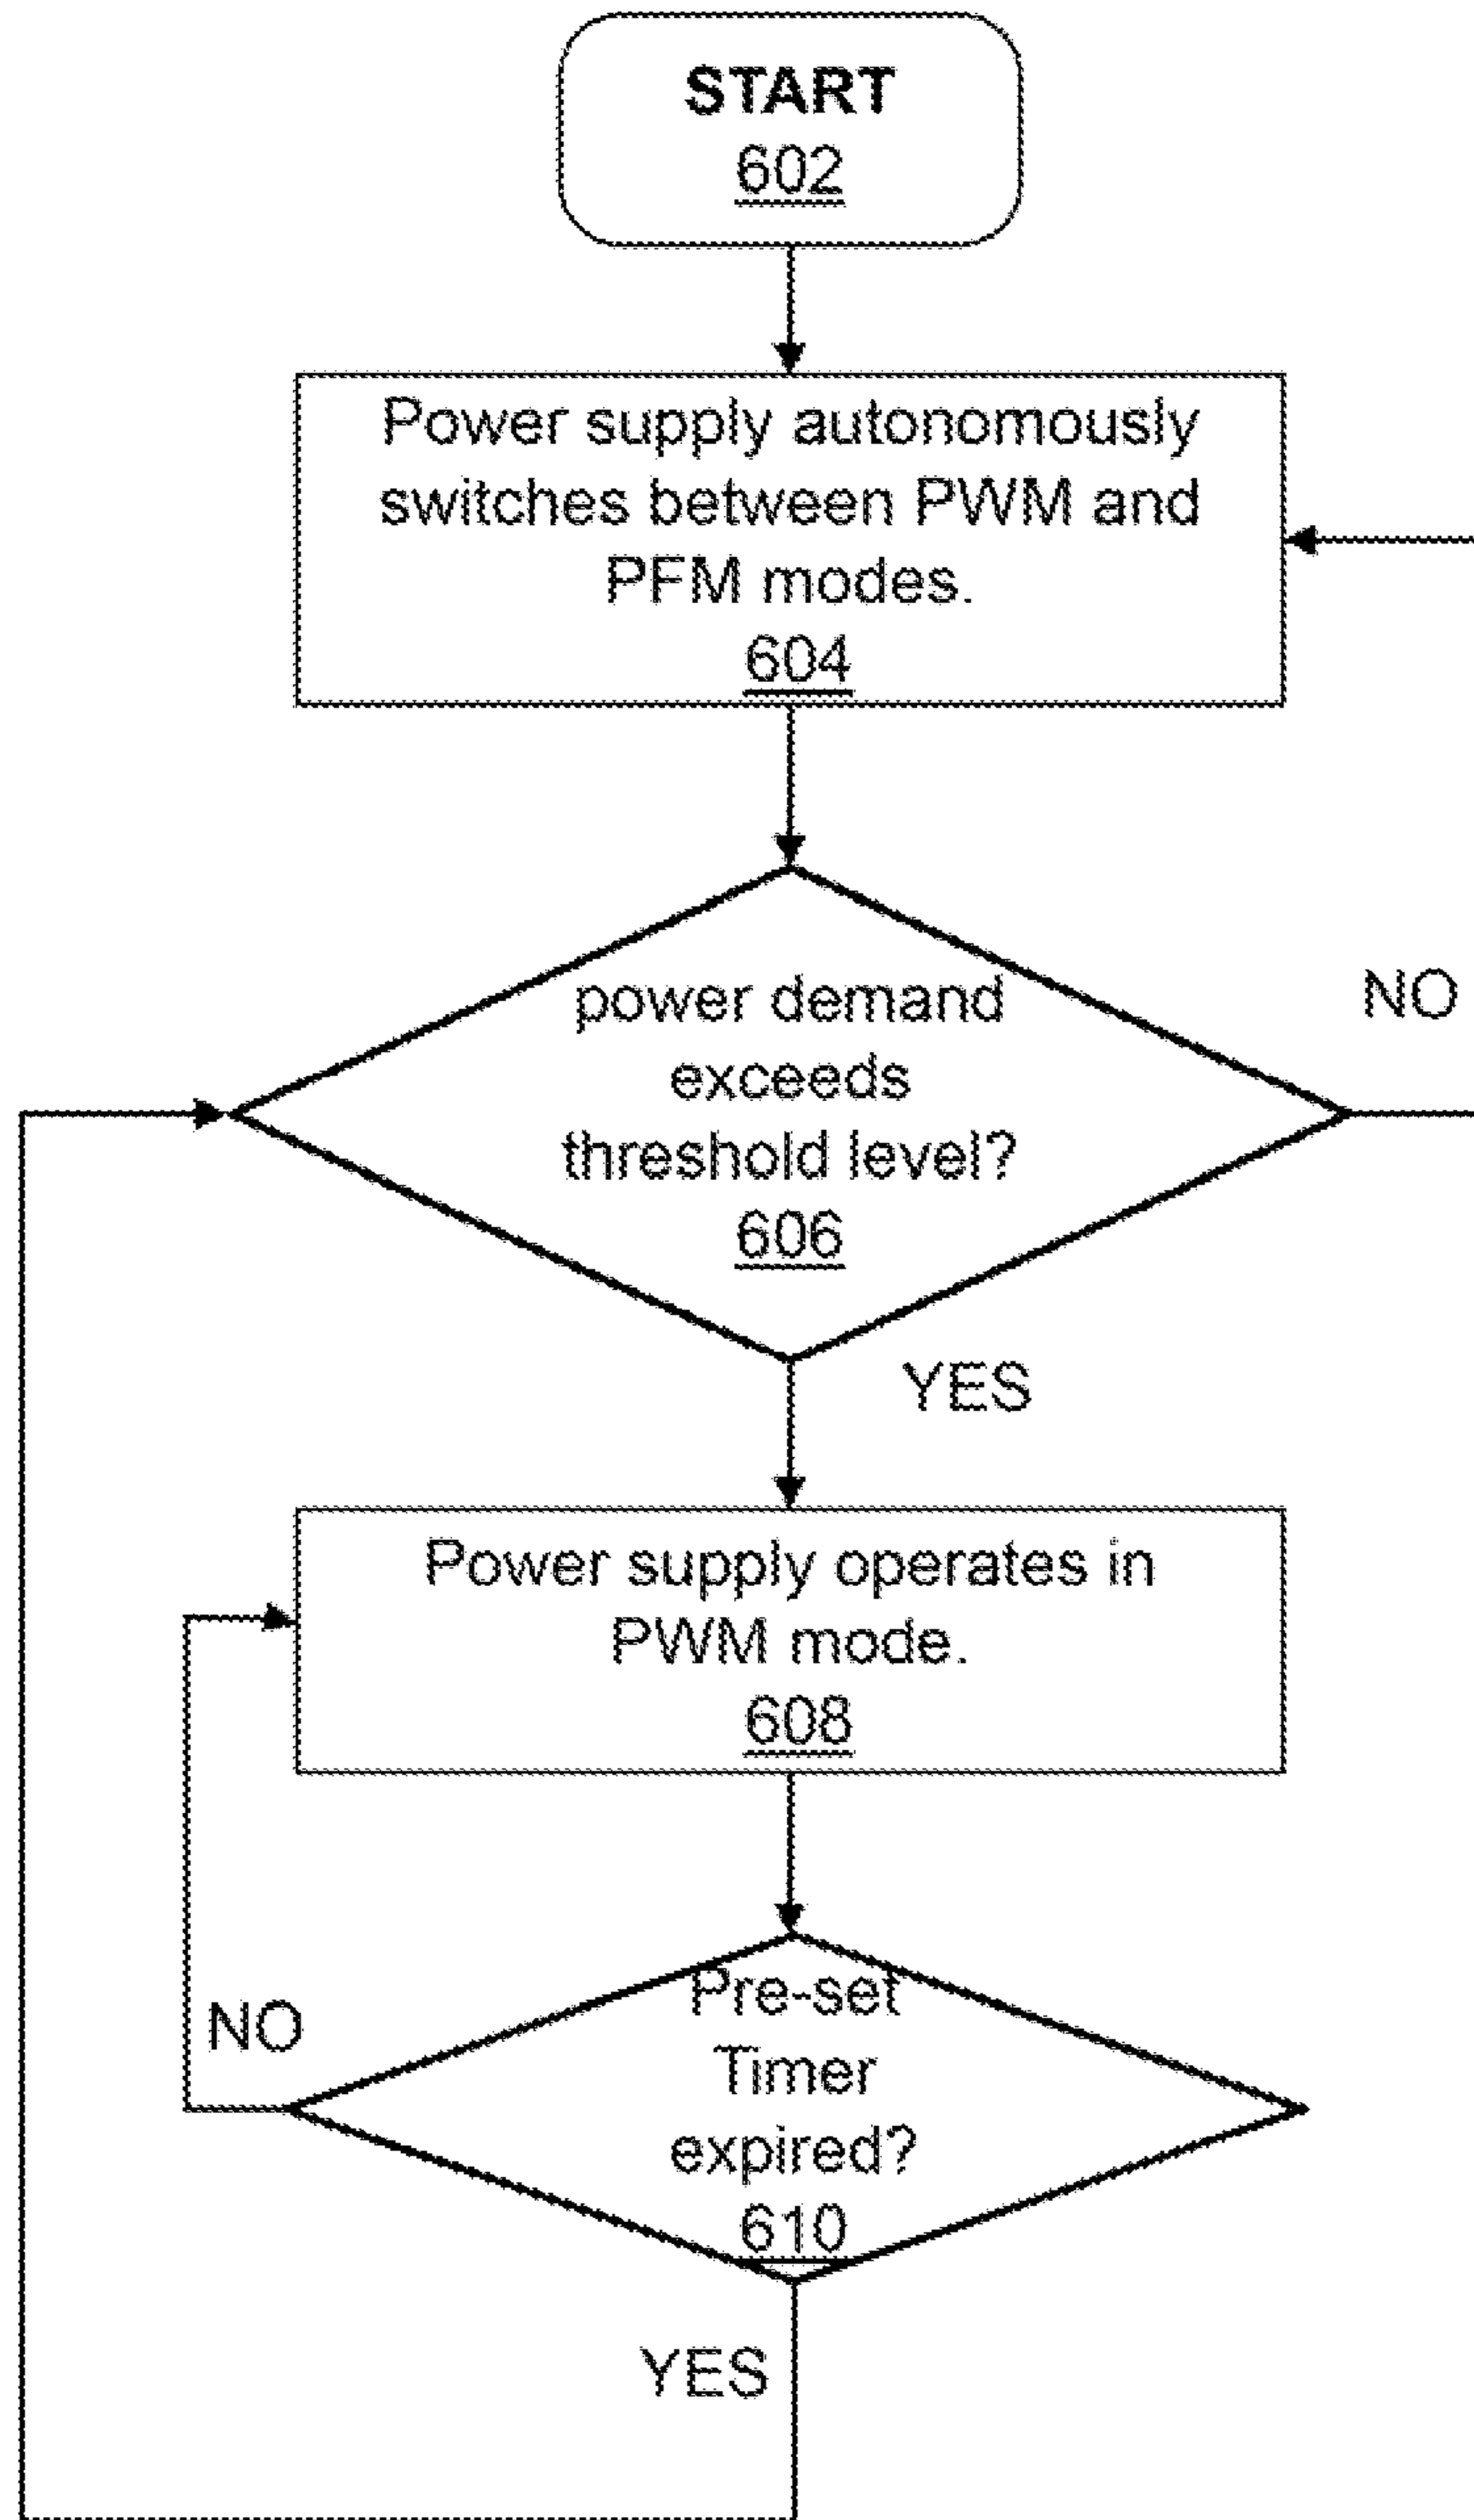 START
602
Power supply autonomously
switches between PWM and
PFM modes.
604
power demand
exceeds
threshold level?
606
NO
YES
Power supply operates in
PWM mode.
608
Pre-set
Timer
expired?
610
NO
YES